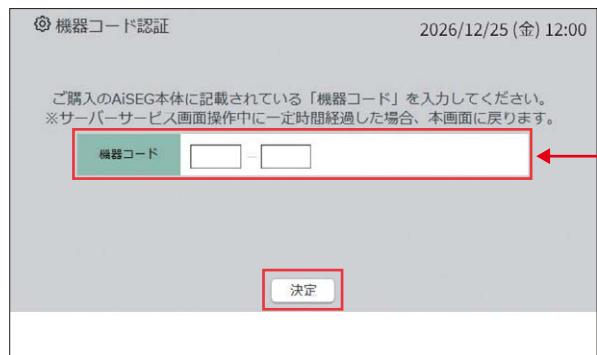 機器コード認証
2026/12/25 (金) 12:00
ご購入のAiSEG本体に記載されている「機器コード」を入力してください。
※サーバーサービス画面操作中に一定時間経過した場合、本画面に戻ります。
機器コード
–
決定